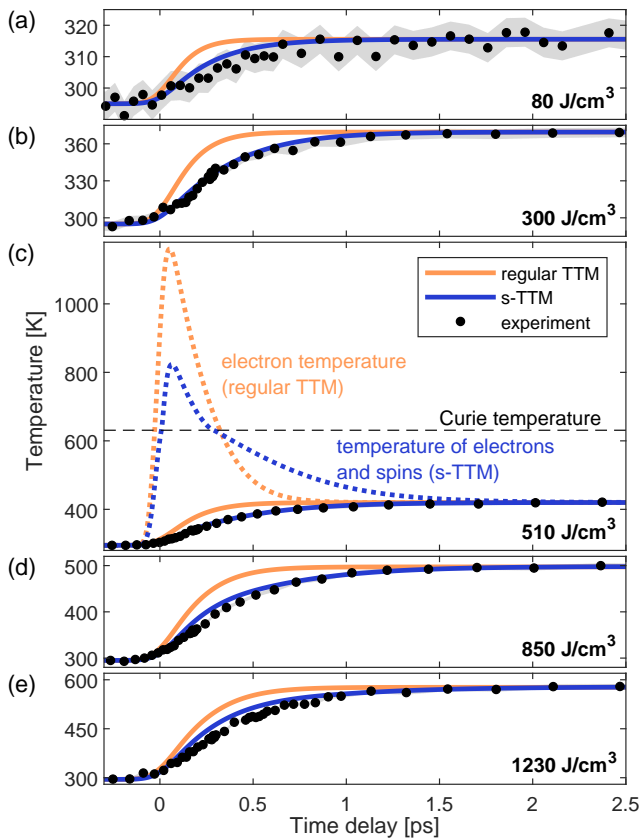 (a)
320
310
300
80 J/cm³
(b)
360
330
300
300 J/cm³
(c)
regular TTM
s-TTM
experiment
1000
800
600
400
Temperature [K]
electron temperature
(regular TTM)
Curie temperature
temperature of electrons
and spins (s-TTM)
510 J/cm³
(d)
500
400
300
850 J/cm³
(e)
600
450
300
1230 J/cm³
0 0.5 1 1.5 2 2.5
Time delay [ps]